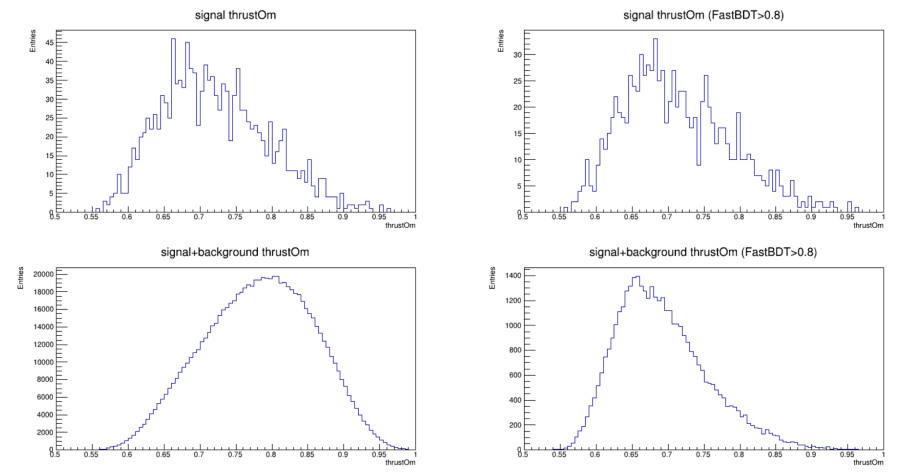 signal thrustOm
Entries
45
40
35
30
25
20
15
10
5
0
0.5 0.55 0.6 0.65 0.7 0.75 0.8 0.85 0.9 0.95 1
thrustOm
signal thrustOm (FastBDT>0.8)
Entries
30
25
20
15
10
5
0
0.5 0.55 0.6 0.65 0.7 0.75 0.8 0.85 0.9 0.95 1
thrustOm
signal+background thrustOm
Entries
20000
18000
16000
14000
12000
10000
8000
6000
4000
2000
0
0.5 0.55 0.6 0.65 0.7 0.75 0.8 0.85 0.9 0.95 1
thrustOm
signal+background thrustOm (FastBDT>0.8)
Entries
1400
1200
1000
800
600
400
200
0
0.5 0.55 0.6 0.65 0.7 0.75 0.8 0.85 0.9 0.95 1
thrustOm